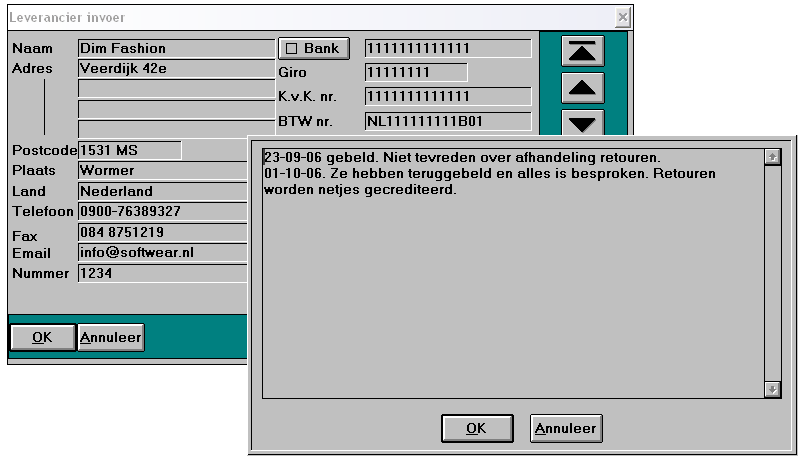 Leverancier invoer
Naam Dim Fashion
Adres Veerdijk 42e
Postcode 1531 MS
Plaats Wormer
Land Nederland
Telefoon 0900-76389327
Fax 084 8751219
Email info@softwear.nl
Nummer 1234
Bank 1111111111111
Giro 11111111
K.v.K. nr. 1111111111111
BTW nr. NL111111111B01
OK Annuleer
23-09-06 gebeld. Niet tevreden over afhandeling retouren.
01-10-06. Ze hebben teruggebeld en alles is besproken. Retouren
worden netjes gecrediteerd.
OK Annuleer